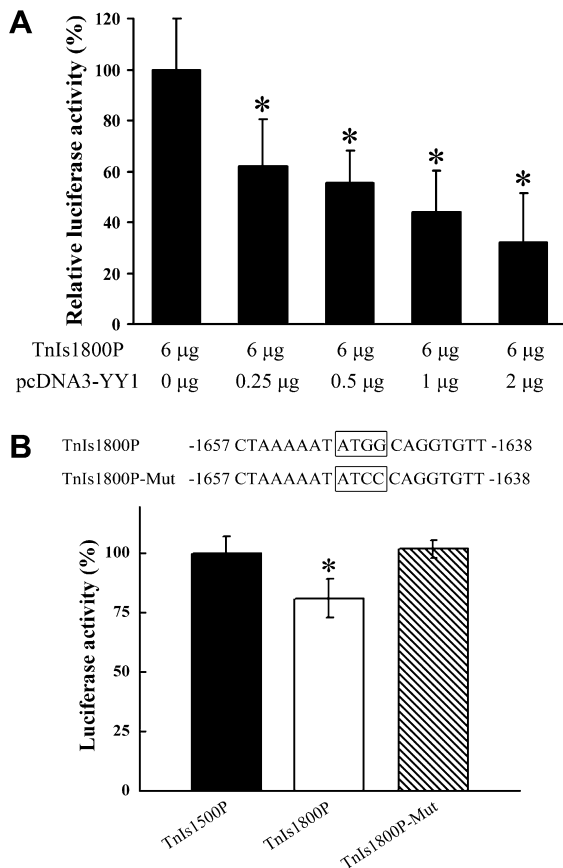 A
Relative luciferase activity (%)
120
100
80
60
40
20
0
* * * *
TnIs1800P 6 μg 6 μg 6 μg 6 μg 6 μg
pcDNA3-YY1 0 μg 0.25 μg 0.5 μg 1 μg 2 μg
B
TnIs1800P -1657 CTAAAAAT ATGG CAGGTGTT -1638
TnIs1800P-Mut -1657 CTAAAAAT ATCC CAGGTGTT -1638
Luciferase activity (%)
100
75
50
25
0
*
TnIs1500P TnIs1800P TnIs1800P-Mut